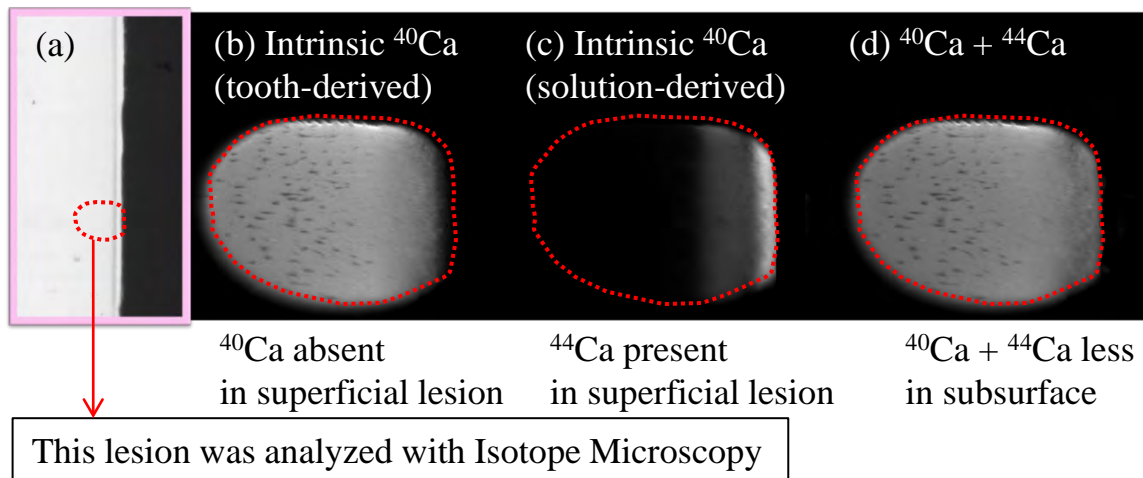 (a)
(b) Intrinsic ⁴⁰Ca
(tooth-derived)
(c) Intrinsic ⁴⁰Ca
(solution-derived)
(d) ⁴⁰Ca + ⁴⁴Ca
⁴⁰Ca absent
in superficial lesion
⁴⁴Ca present
in superficial lesion
⁴⁰Ca + ⁴⁴Ca less
in subsurface
This lesion was analyzed with Isotope Microscopy